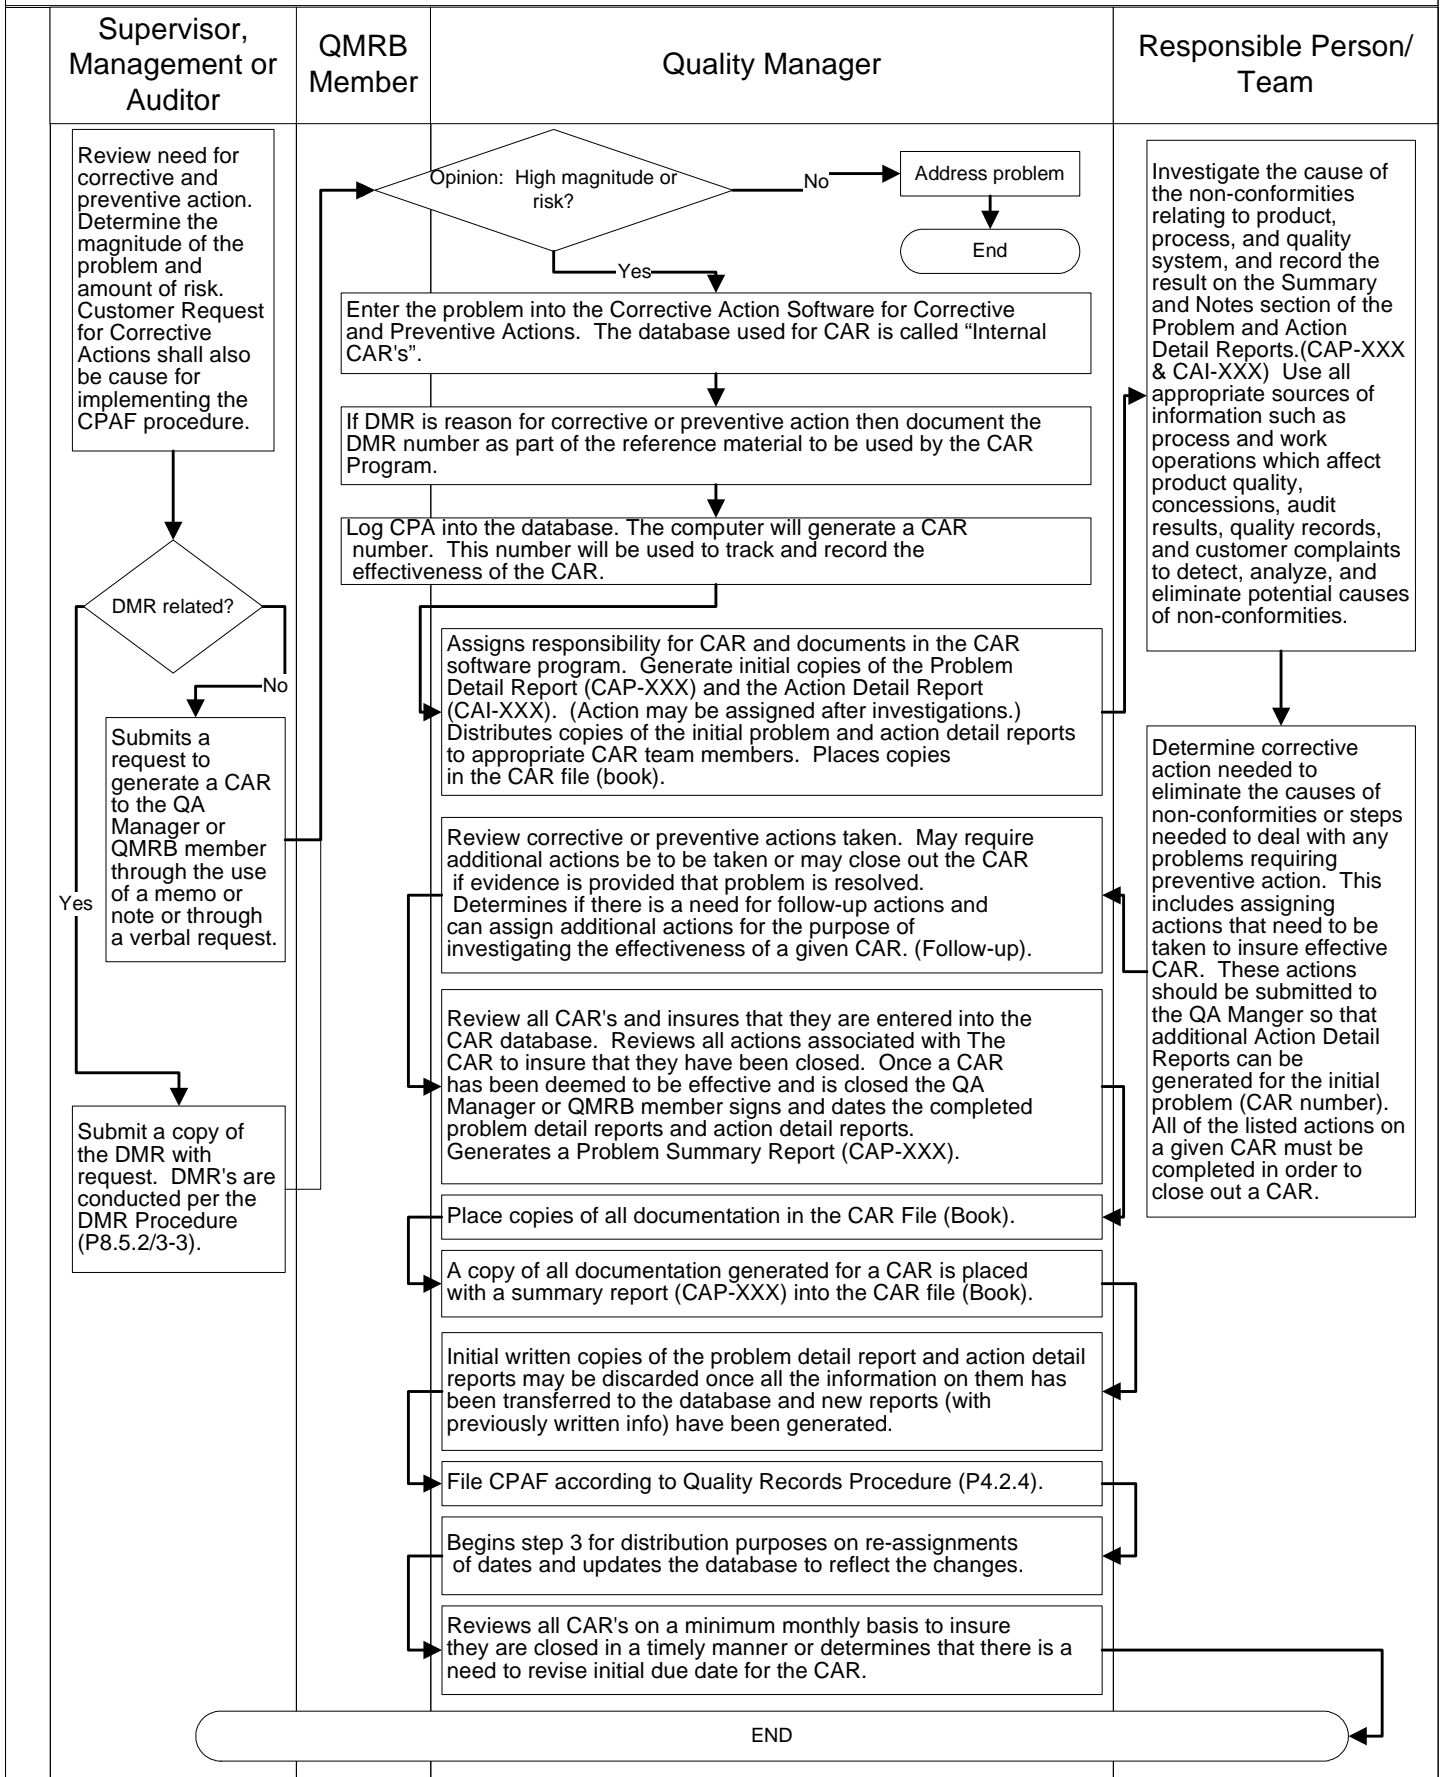 Supervisor,
Management or
Auditor
QMRB
Member
Quality Manager
Responsible Person/
Team
Review need for
corrective and
preventive action.
Determine the
magnitude of the
problem and
amount of risk.
Customer Request
for Corrective
Actions shall also
be cause for
implementing the
CPAF procedure.
DMR related?
No
Yes
Submits a
request to
generate a CAR
to the QA
Manager or
QMRB member
through the use
of a memo or
note or through
a verbal request.
Submit a copy of
the DMR with
request.  DMR's are
conducted per the
DMR Procedure
(P8.5.2/3-3).
Opinion:  High magnitude or
risk?
No
Address problem
End
Yes
Enter the problem into the Corrective Action Software for Corrective
and Preventive Actions.  The database used for CAR is called “Internal
CAR's”.
If DMR is reason for corrective or preventive action then document the
DMR number as part of the reference material to be used by the CAR
Program.
Log CPA into the database. The computer will generate a CAR
number.  This number will be used to track and record the
effectiveness of the CAR.
Assigns responsibility for CAR and documents in the CAR
software program.  Generate initial copies of the Problem
Detail Report (CAP-XXX) and the Action Detail Report
(CAI-XXX).  (Action may be assigned after investigations.)
Distributes copies of the initial problem and action detail reports
to appropriate CAR team members.  Places copies
in the CAR file (book).
Review corrective or preventive actions taken.  May require
additional actions be to be taken or may close out the CAR
if evidence is provided that problem is resolved.
Determines if there is a need for follow-up actions and
can assign additional actions for the purpose of
investigating the effectiveness of a given CAR. (Follow-up).
Review all CAR's and insures that they are entered into the
CAR database.  Reviews all actions associated with The
CAR to insure that they have been closed.  Once a CAR
has been deemed to be effective and is closed the QA
Manager or QMRB member signs and dates the completed
problem detail reports and action detail reports.
Generates a Problem Summary Report (CAP-XXX).
Place copies of all documentation in the CAR File (Book).
A copy of all documentation generated for a CAR is placed
with a summary report (CAP-XXX) into the CAR file (Book).
Initial written copies of the problem detail report and action detail
reports may be discarded once all the information on them has
been transferred to the database and new reports (with
previously written info) have been generated.
File CPAF according to Quality Records Procedure (P4.2.4).
Begins step 3 for distribution purposes on re-assignments
of dates and updates the database to reflect the changes.
Reviews all CAR's on a minimum monthly basis to insure
they are closed in a timely manner or determines that there is a
need to revise initial due date for the CAR.
Investigate the cause of
the non-conformities
relating to product,
process, and quality
system, and record the
result on the Summary
and Notes section of the
Problem and Action
Detail Reports.(CAP-XXX
& CAI-XXX)  Use all
appropriate sources of
information such as
process and work
operations which affect
product quality,
concessions, audit
results, quality records,
and customer complaints
to detect, analyze, and
eliminate potential causes
of non-conformities.
Determine corrective
action needed to
eliminate the causes of
non-conformities or steps
needed to deal with any
problems requiring
preventive action.  This
includes assigning
actions that need to be
taken to insure effective
CAR.  These actions
should be submitted to
the QA Manger so that
additional Action Detail
Reports can be
generated for the initial
problem (CAR number).
All of the listed actions on
a given CAR must be
completed in order to
close out a CAR.
END